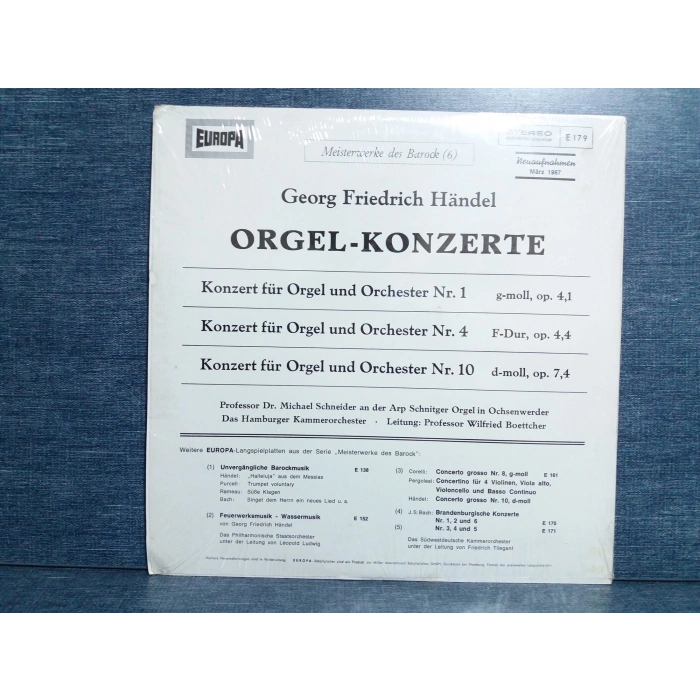 EUROPA
Meisterwerke des Barock (6)
STEREO
E 179
Neuaufnahmen
März 1967
Georg Friedrich Händel
ORGEL-KONZERTE
Konzert für Orgel und Orchester Nr. 1 g-moll, op. 4,1
Konzert für Orgel und Orchester Nr. 4 F-Dur, op. 4,4
Konzert für Orgel und Orchester Nr. 10 d-moll, op. 7,4
Professor Dr. Michael Schneider an der Arp Schnitger Orgel in Ochsenwerder
Das Hamburger Kammerorchester · Leitung: Professor Wilfried Boettcher
Weitere EUROPA-Langspielplatten aus der Serie „Meisterwerke des Barock":
(1) Unvergängliche Barockmusik E 138
Händel: „Halleluja" aus dem Messias
Purcell: Trumpet voluntary
Rameau: Süße Klagen
Bach: Singet dem Herrn ein neues Lied u. a.
(2) Feuerwerksmusik - Wassermusik E 152
von Georg Friedrich Händel
Das Philharmonische Staatsorchester
unter der Leitung von Leopold Ludwig
(3) Corelli: Concerto grosso Nr. 8, g-moll E 161
Pergolesi: Concertino für 4 Violinen, Viola alto,
Violoncello und Basso Continuo
Händel: Concerto grosso Nr. 10, d-moll
(4) J.S. Bach: Brandenburgische Konzerte
Nr. 1, 2 und 6 E 170
(5) Nr. 3, 4 und 5 E 171
Das Südwestdeutsche Kammerorchester
unter der Leitung von Friedrich Tilegant